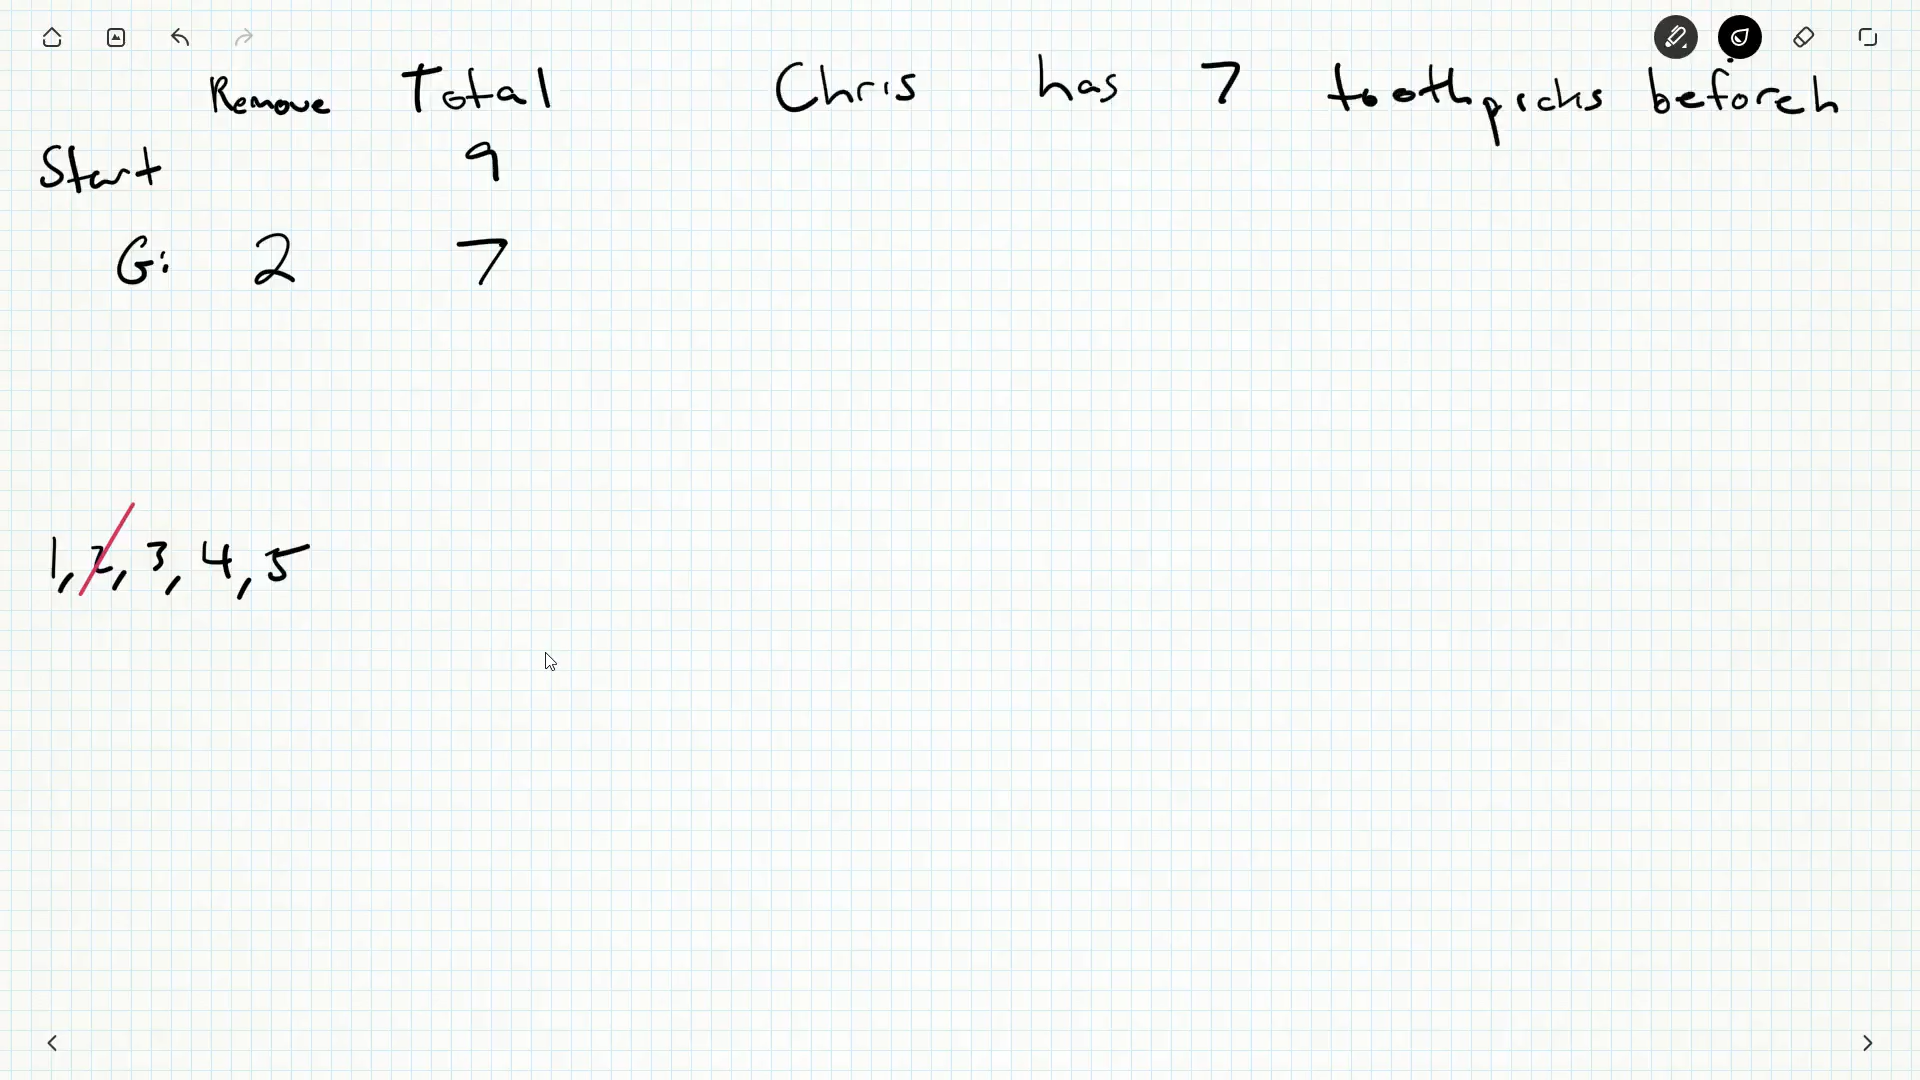 Remove Total
Start 9
G: 2 7
1, 2, 3, 4, 5
Chris has 7 toothpicks beforeh